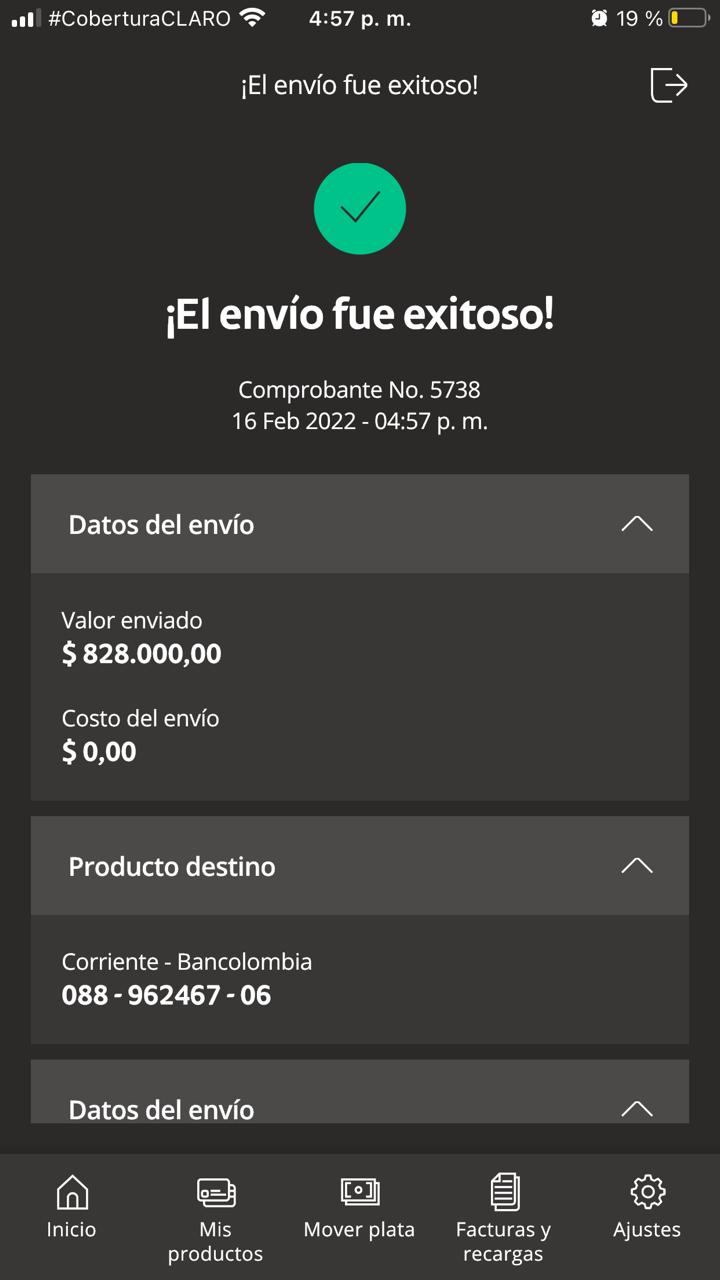 #CoberturaCLARO 4:57 p. m. 19 %
¡El envío fue exitoso!
¡El envío fue exitoso!
Comprobante No. 5738
16 Feb 2022 - 04:57 p. m.
Datos del envío
Valor enviado
$ 828.000,00
Costo del envío
$ 0,00
Producto destino
Corriente - Bancolombia
088 - 962467 - 06
Datos del envío
Inicio
Mis
productos
Mover plata
Facturas y
recargas
Ajustes